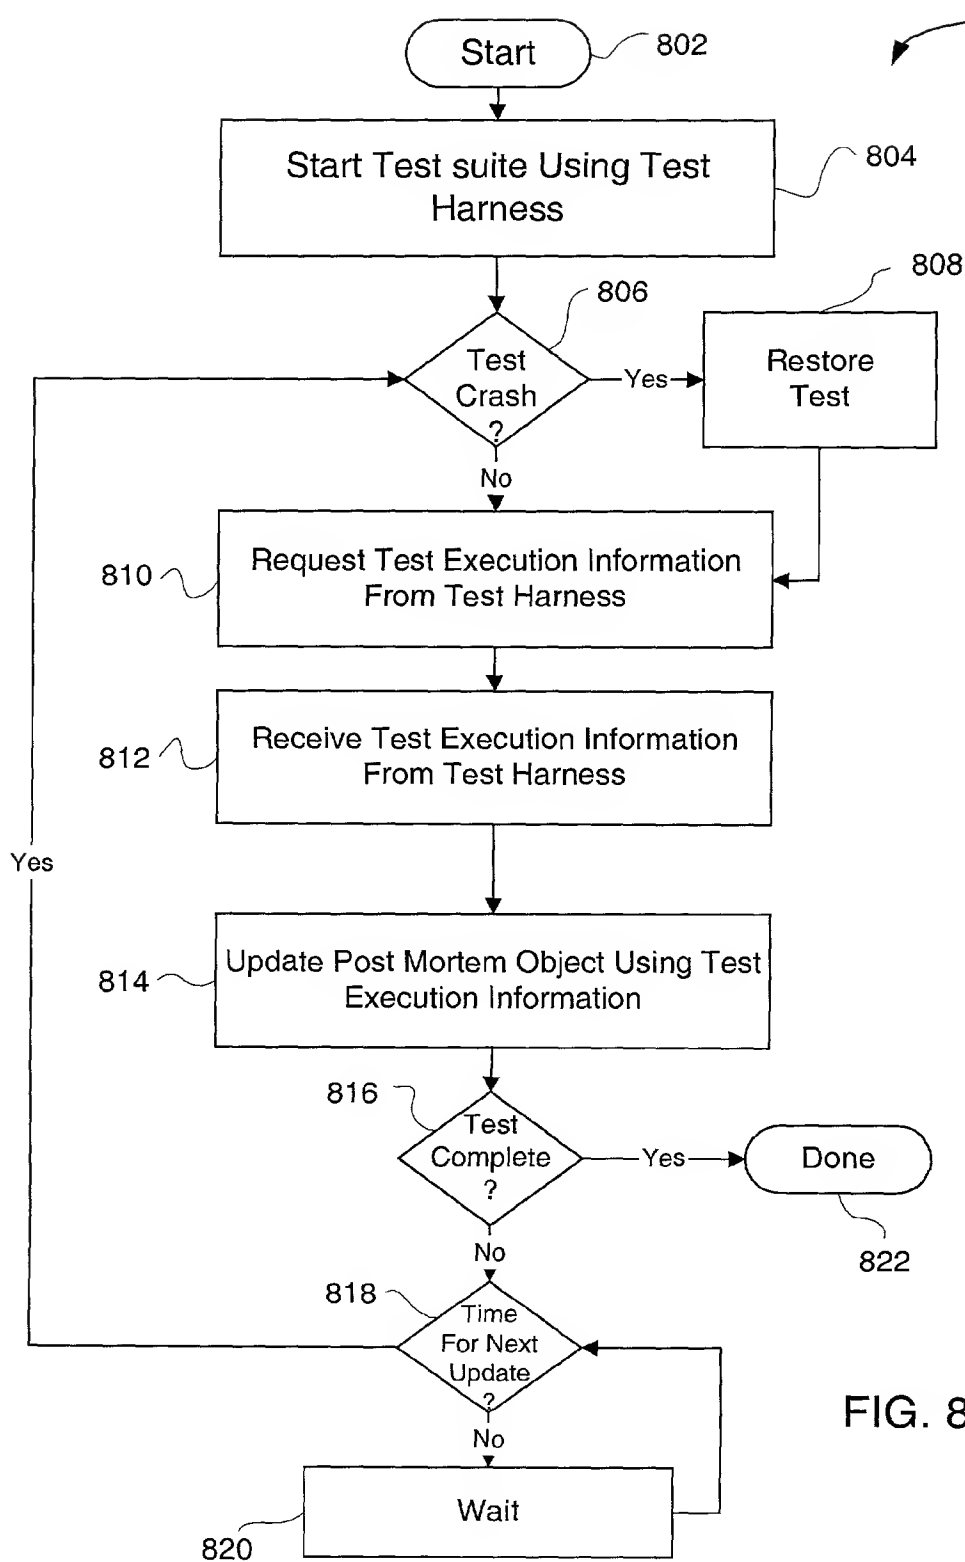 Start
802
Start Test suite Using Test
Harness
804
806
Test
Crash
?
Yes
808
Restore
Test
No
810
Request Test Execution Information
From Test Harness
812
Receive Test Execution Information
From Test Harness
Yes
814
Update Post Mortem Object Using Test
Execution Information
816
Test
Complete
?
Yes
Done
822
No
818
Time
For Next
Update
?
FIG. 8
No
Wait
820